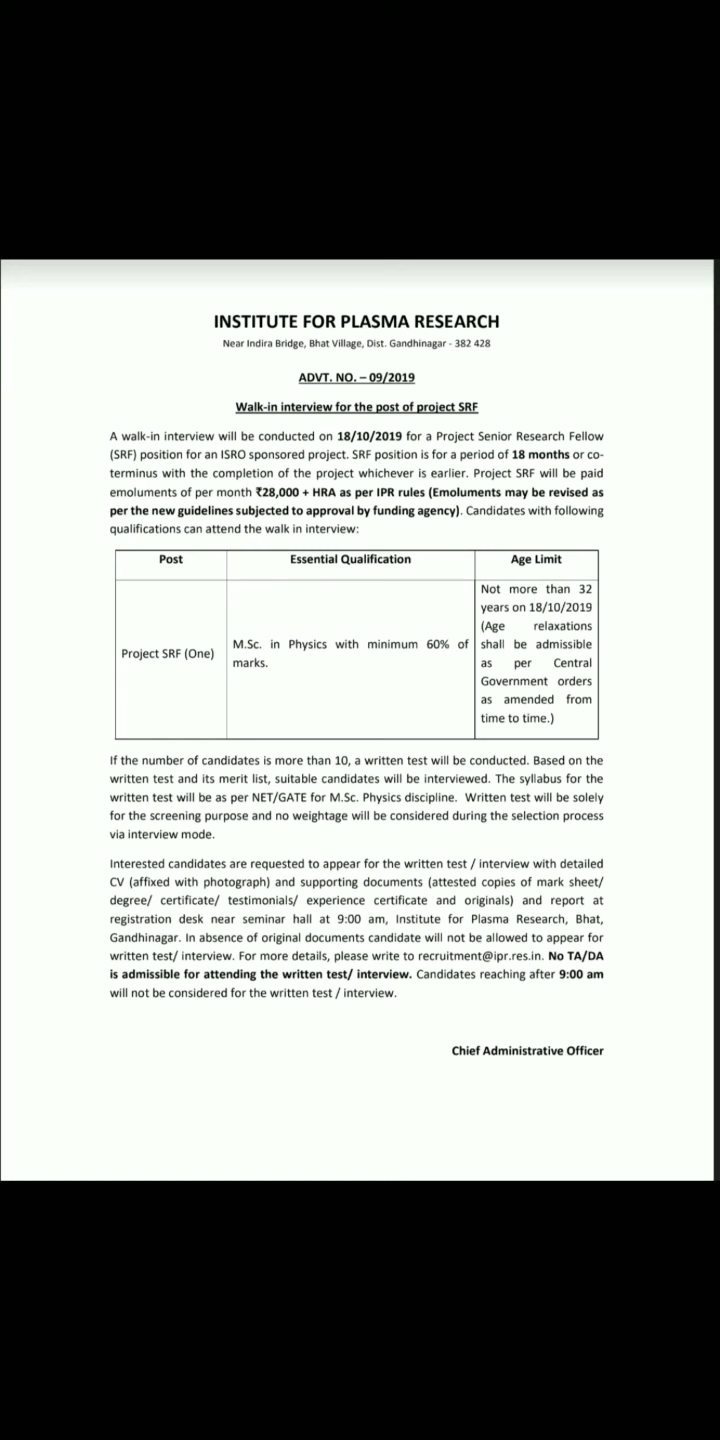 INSTITUTE FOR PLASMA RESEARCH
Near Indira Bridge, Bhat Village, Dist. Gandhinagar - 382 428
ADVT. NO. – 09/2019
Walk-in interview for the post of project SRF
A walk-in interview will be conducted on 18/10/2019 for a Project Senior Research Fellow
(SRF) position for an ISRO sponsored project. SRF position is for a period of 18 months or co-
terminus with the completion of the project whichever is earlier. Project SRF will be paid
emoluments of per month ₹28,000 + HRA as per IPR rules (Emoluments may be revised as
per the new guidelines subjected to approval by funding agency). Candidates with following
qualifications can attend the walk in interview:
Post Essential Qualification Age Limit
Project SRF (One)
M.Sc. in Physics with minimum 60% of
marks.
Not more than 32
years on 18/10/2019
(Age relaxations
shall be admissible
as per Central
Government orders
as amended from
time to time.)
If the number of candidates is more than 10, a written test will be conducted. Based on the
written test and its merit list, suitable candidates will be interviewed. The syllabus for the
written test will be as per NET/GATE for M.Sc. Physics discipline. Written test will be solely
for the screening purpose and no weightage will be considered during the selection process
via interview mode.
Interested candidates are requested to appear for the written test / interview with detailed
CV (affixed with photograph) and supporting documents (attested copies of mark sheet/
degree/ certificate/ testimonials/ experience certificate and originals) and report at
registration desk near seminar hall at 9:00 am, Institute for Plasma Research, Bhat,
Gandhinagar. In absence of original documents candidate will not be allowed to appear for
written test/ interview. For more details, please write to recruitment@ipr.res.in. No TA/DA
is admissible for attending the written test/ interview. Candidates reaching after 9:00 am
will not be considered for the written test / interview.
Chief Administrative Officer